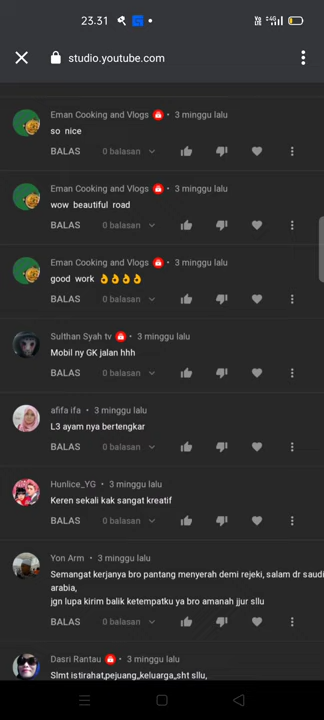 23.31
studio.youtube.com
Eman Cooking and Vlogs • 3 minggu lalu
so nice
BALAS 0 balasan
Eman Cooking and Vlogs • 3 minggu lalu
wow beautiful road
BALAS 0 balasan
Eman Cooking and Vlogs • 3 minggu lalu
good work 👌👌👌👌
BALAS 0 balasan
Sulthan Syah tv • 3 minggu lalu
Mobil ny GK jalan hhh
BALAS 0 balasan
afifa ifa • 3 minggu lalu
L3 ayam nya bertengkar
BALAS 0 balasan
Hunlice_YG • 3 minggu lalu
Keren sekali kak sangat kreatif
BALAS 0 balasan
Yon Arm • 3 minggu lalu
Semangat kerjanya bro pantang menyerah demi rejeki, salam dr saudi
arabia,
jgn lupa kirim balik ketempatku ya bro amanah jjur sllu
BALAS 0 balasan
Dasri Rantau • 3 minggu lalu
Slmt istirahat,pejuang,keluarga,sht sllu,